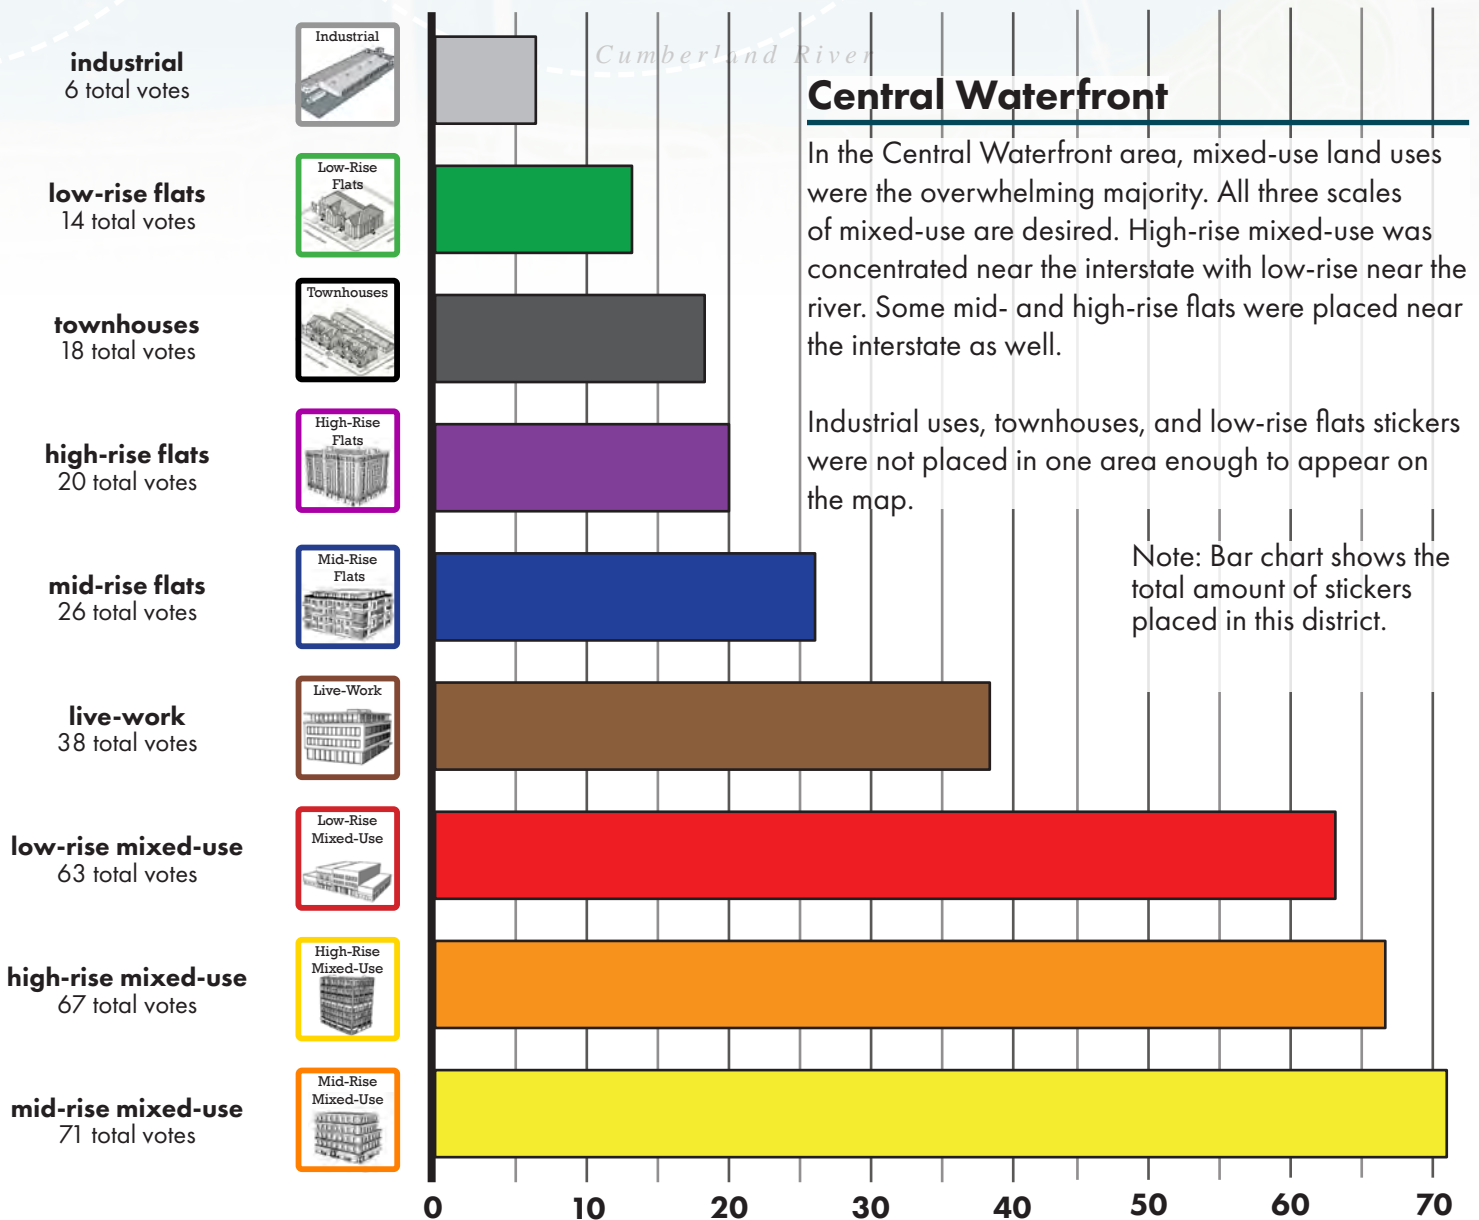 Cumberland River
industrial
6 total votes
Industrial
low-rise flats
14 total votes
Low-Rise
Flats
townhouses
18 total votes
Townhouses
high-rise flats
20 total votes
High-Rise
Flats
mid-rise flats
26 total votes
Mid-Rise
Flats
live-work
38 total votes
Live-Work
low-rise mixed-use
63 total votes
Low-Rise
Mixed-Use
high-rise mixed-use
67 total votes
High-Rise
Mixed-Use
mid-rise mixed-use
71 total votes
Mid-Rise
Mixed-Use
Central Waterfront
In the Central Waterfront area, mixed-use land uses
were the overwhelming majority. All three scales
of mixed-use are desired. High-rise mixed-use was
concentrated near the interstate with low-rise near the
river. Some mid- and high-rise flats were placed near
the interstate as well.
Industrial uses, townhouses, and low-rise flats stickers
were not placed in one area enough to appear on
the map.
Note: Bar chart shows the
total amount of stickers
placed in this district.
0 10 20 30 40 50 60 70